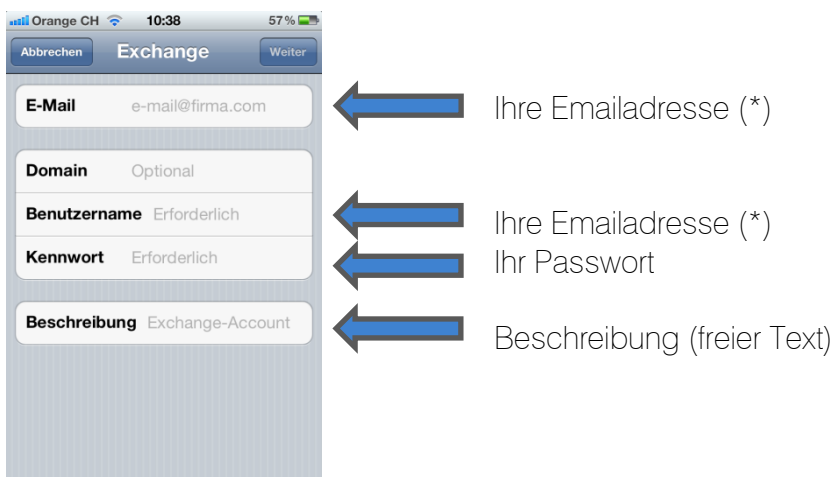 Orange CH 10:38 57%
Abbrechen Exchange Weiter
E-Mail e-mail@firma.com Ihre Emailadresse (*)
Domain Optional
Benutzername Erforderlich Ihre Emailadresse (*)
Kennwort Erforderlich Ihr Passwort
Beschreibung Exchange-Account Beschreibung (freier Text)